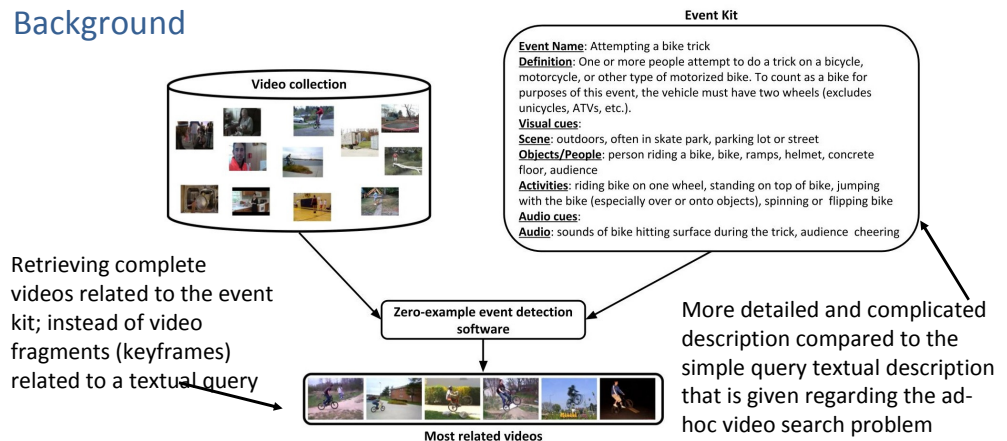 Background
Event Kit
Event Name: Attempting a bike trick
Definition: One or more people attempt to do a trick on a bicycle,
motorcycle, or other type of motorized bike. To count as a bike for
purposes of this event, the vehicle must have two wheels (excludes
unicycles, ATVs, etc.).
Visual cues:
Scene: outdoors, often in skate park, parking lot or street
Objects/People: person riding a bike, bike, ramps, helmet, concrete
floor, audience
Activities: riding bike on one wheel, standing on top of bike, jumping
with the bike (especially over or onto objects), spinning or flipping bike
Audio cues:
Audio: sounds of bike hitting surface during the trick, audience cheering
Video collection
Retrieving complete
videos related to the event
kit; instead of video
fragments (keyframes)
related to a textual query
Zero-example event detection
software
More detailed and complicated
description compared to the
simple query textual description
that is given regarding the ad-
hoc video search problem
Most related videos